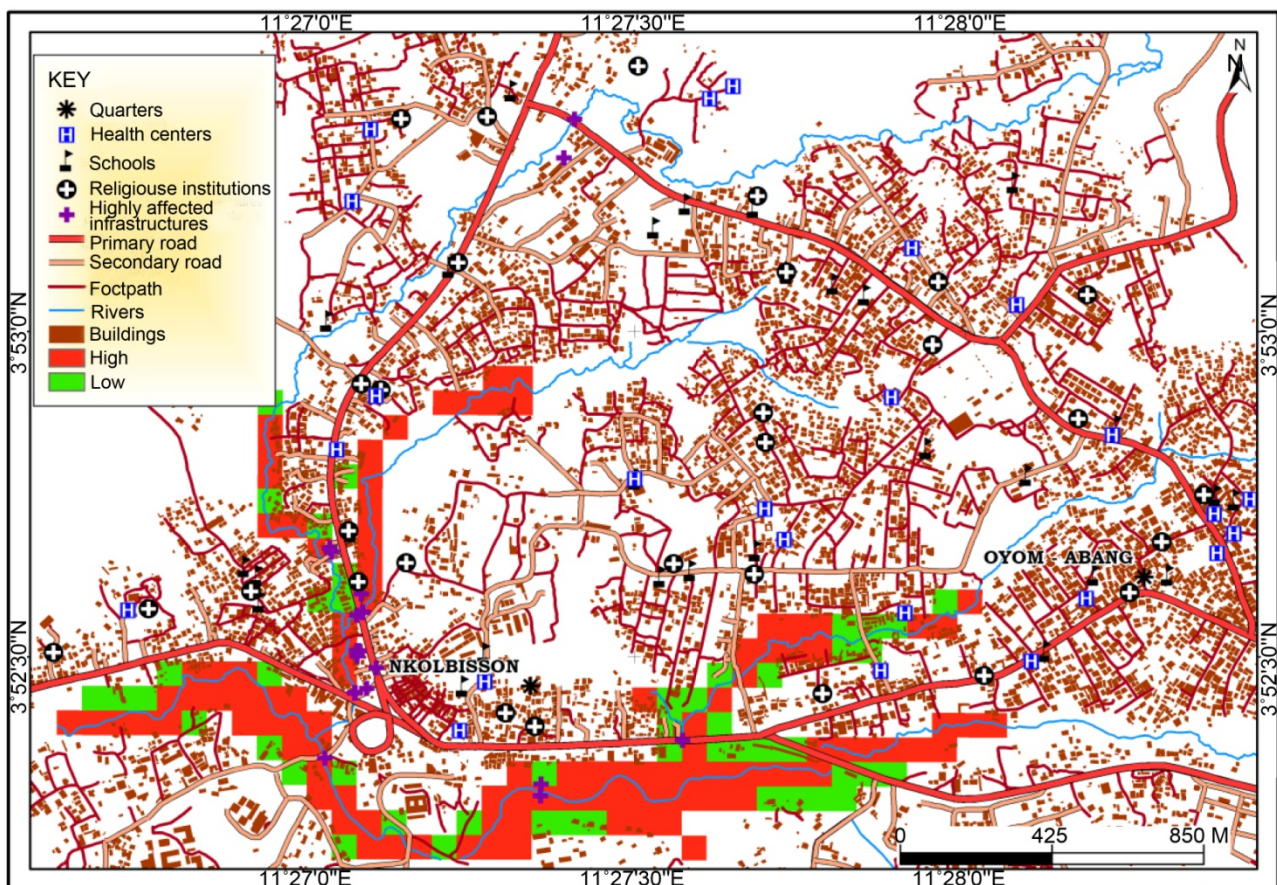 11°27'0"E 11°27'30"E 11°28'0"E
N
N
KEY
Quarters
Health centers
Schools
Religiouse institutions
Highly affected
infrastructures
Primary road
Secondary road
Footpath
Rivers
Buildings
High
Low
3°53'0"N 3°53'0"N
OYOM - ABANG
NKOLBISSON
3°52'30"N 3°52'30"N
0 425 850 M
11°27'0"E 11°27'30"E 11°28'0"E